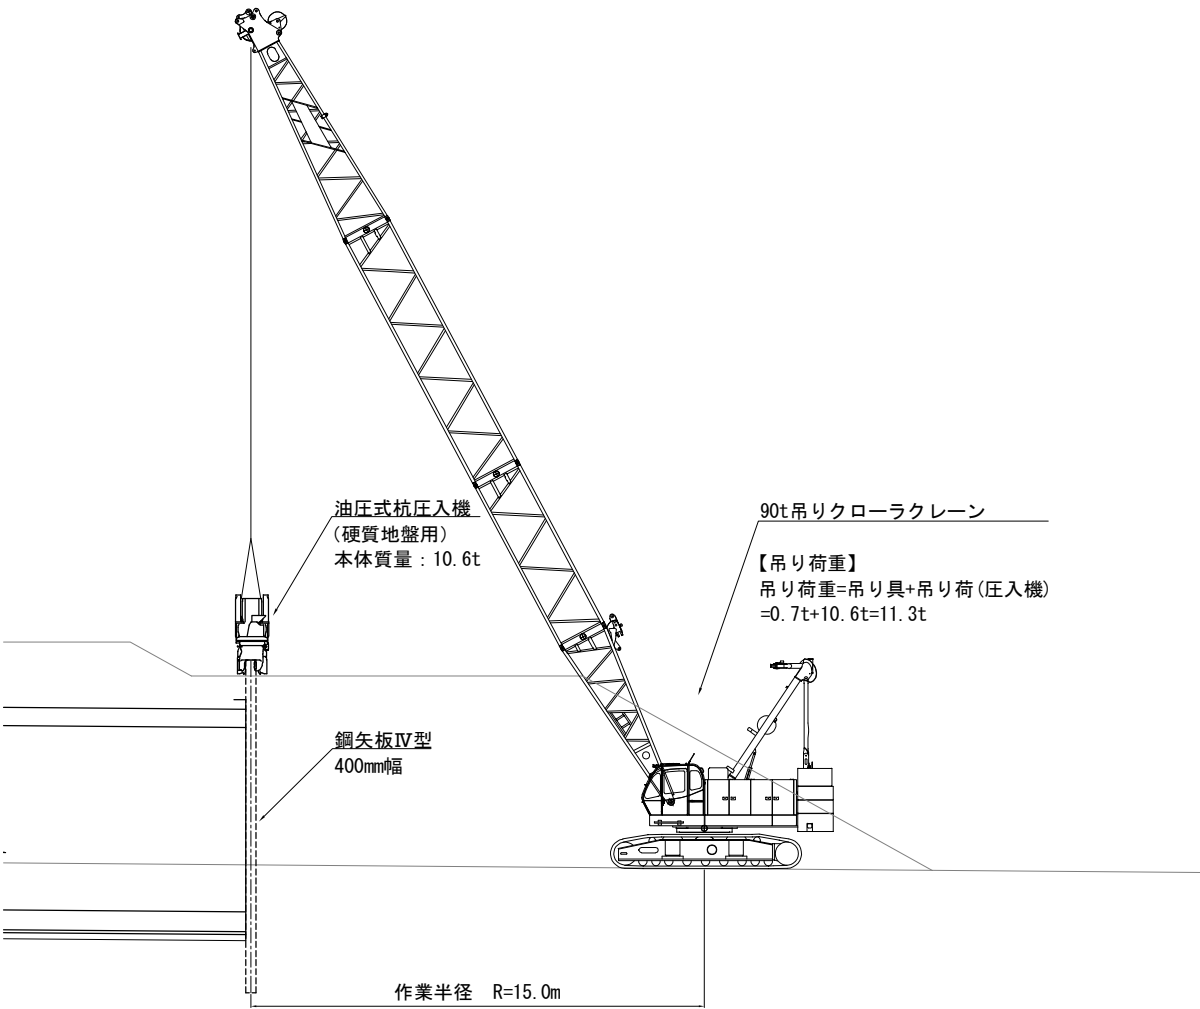 油圧式杭圧入機
(硬質地盤用)
本体質量：10.6t
90t吊りクローラクレーン
【吊り荷重】
吊り荷重=吊り具+吊り荷(圧入機)
=0.7t+10.6t=11.3t
鋼矢板Ⅳ型
400mm幅
作業半径 R=15.0m